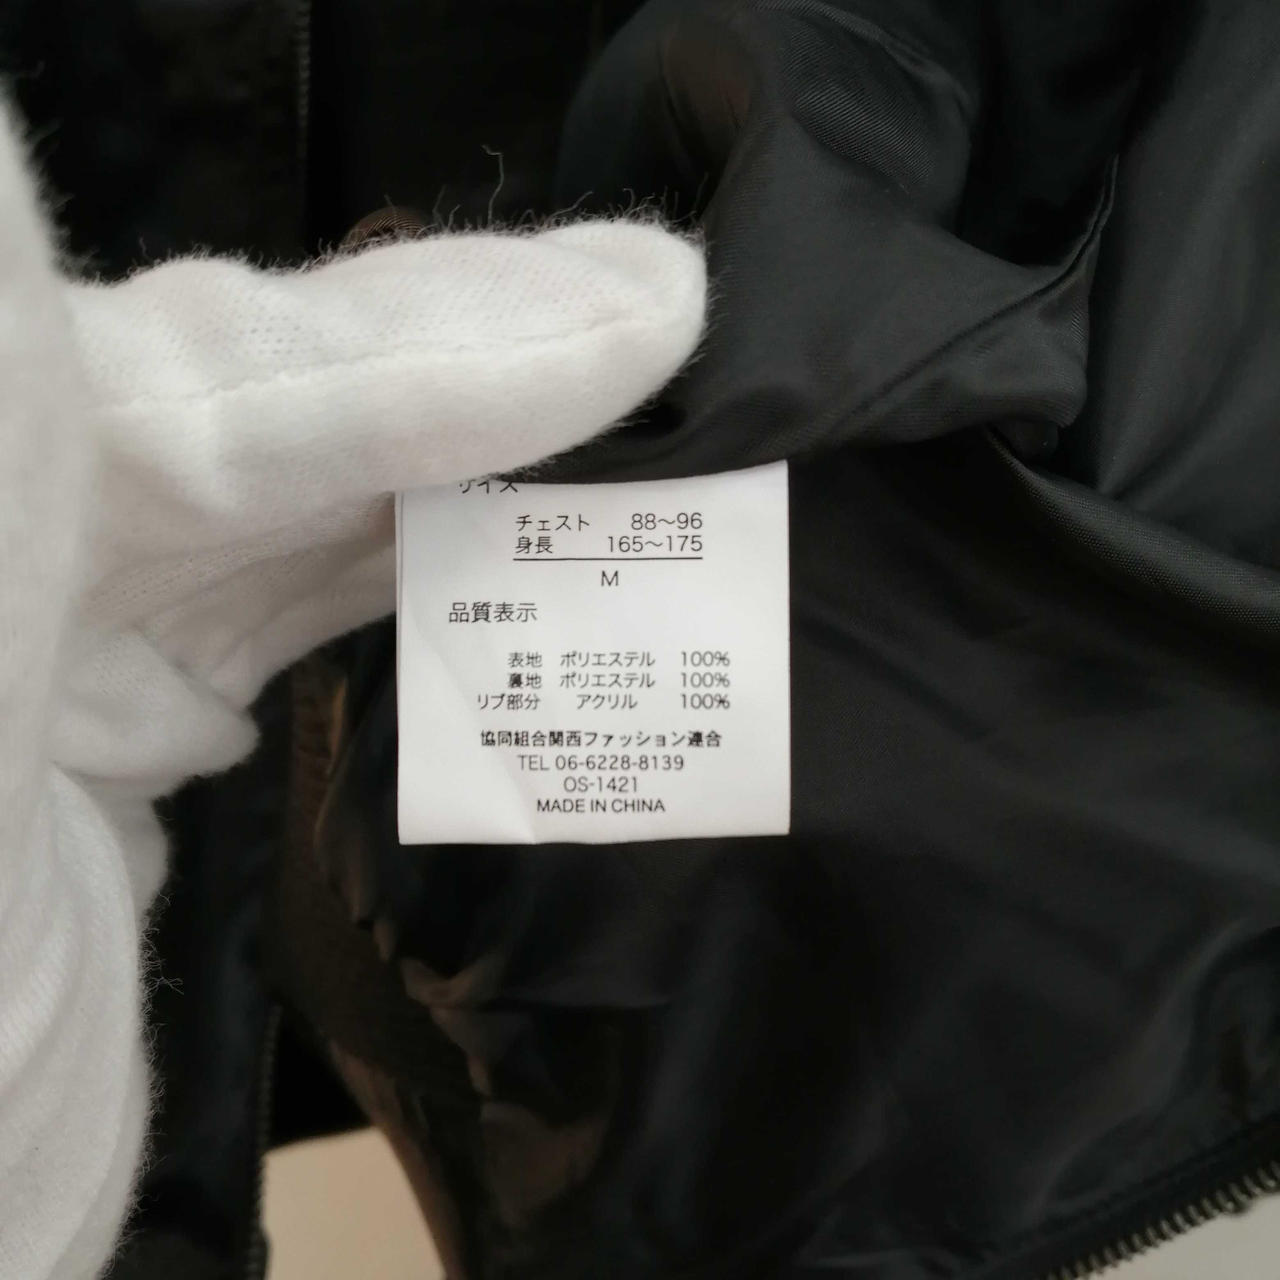 サイズ
チェスト 88〜96
身長 165〜175
M
品質表示
表地 ポリエステル 100%
裏地 ポリエステル 100%
リブ部分 アクリル 100%
協同組合関西ファッション連合
TEL 06-6228-8139
OS-1421
MADE IN CHINA